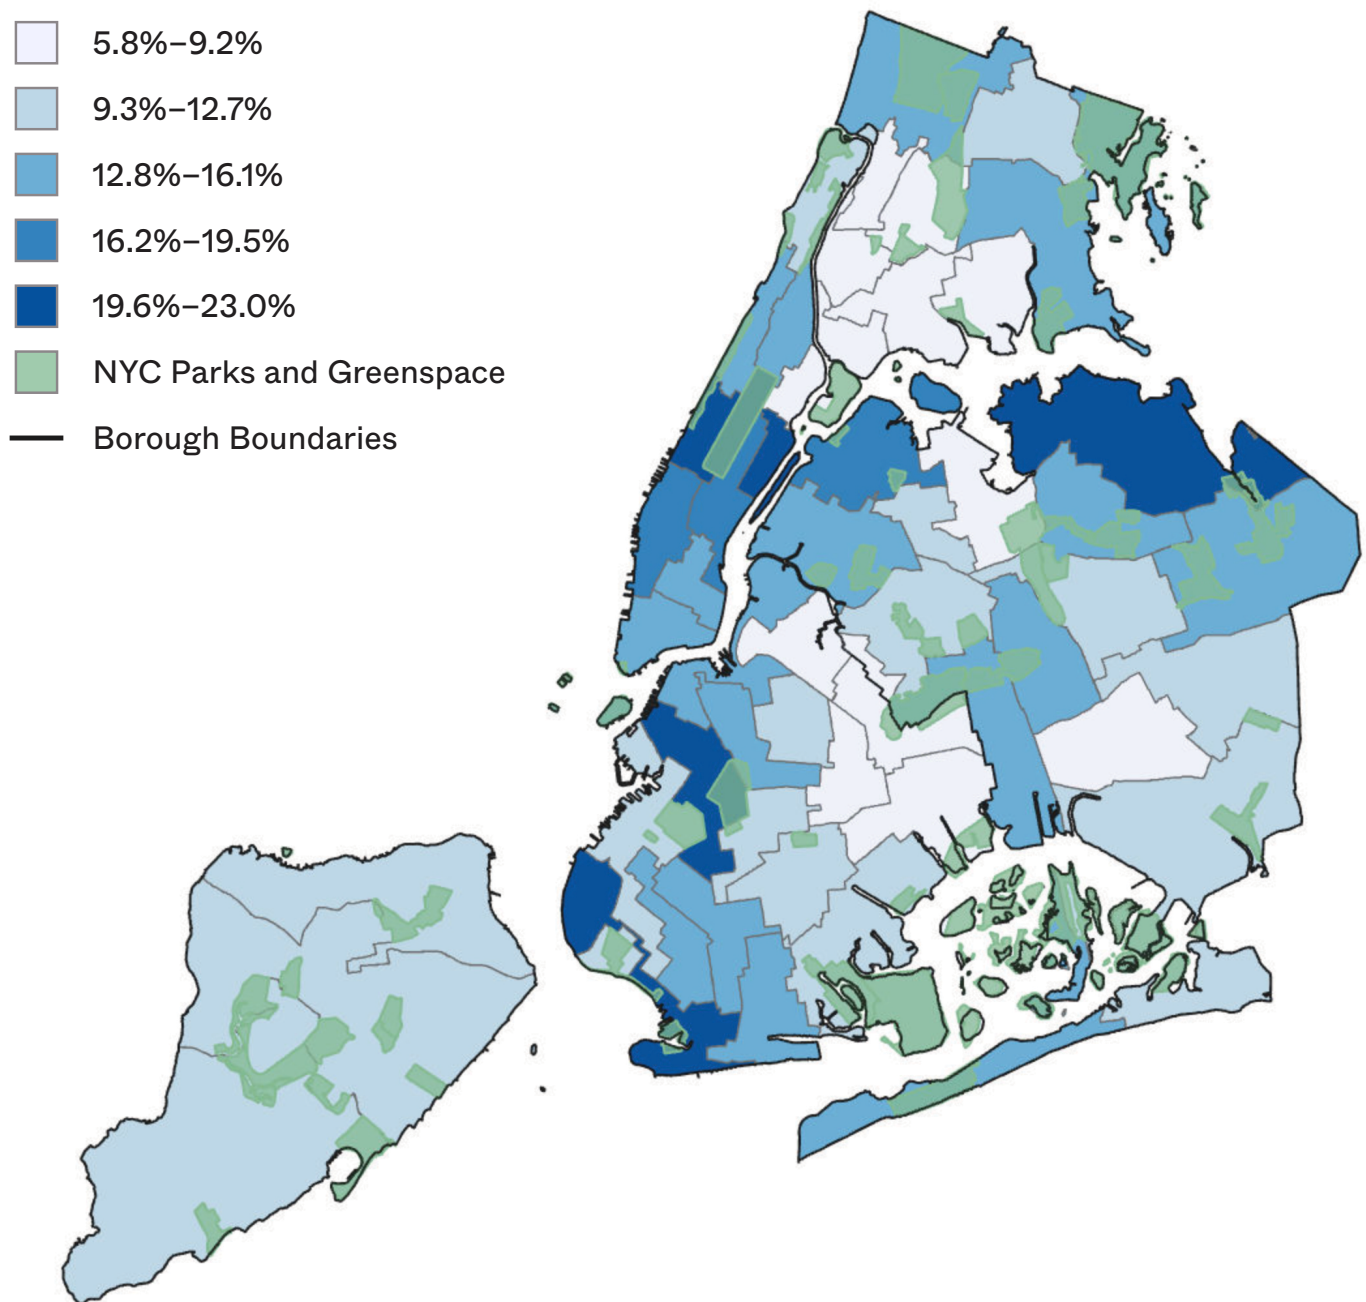 5.8%–9.2%
9.3%–12.7%
12.8%–16.1%
16.2%–19.5%
19.6%–23.0%
NYC Parks and Greenspace
Borough Boundaries